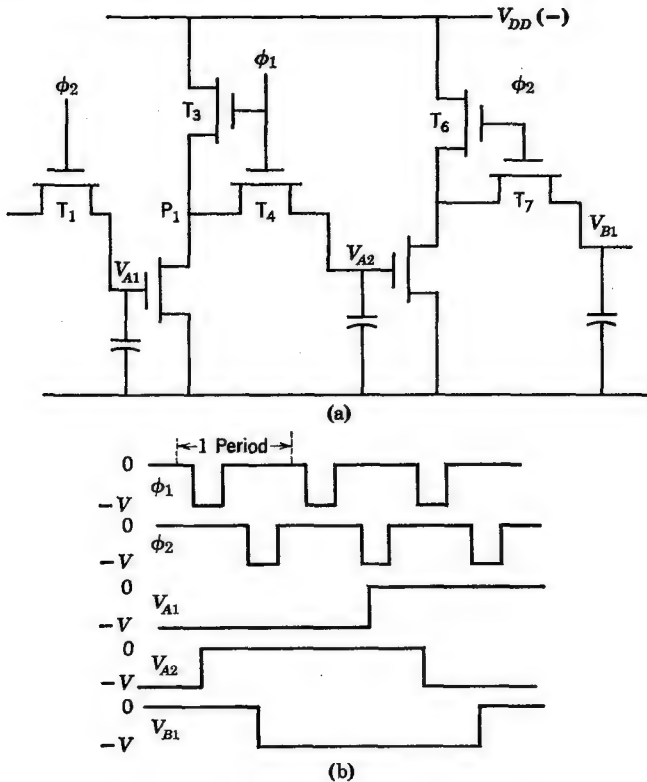 V_DD (-)
ϕ2
T3
ϕ1
T6
ϕ2
T1
P1
T4
T7
V_A1
V_A2
V_B1
(a)
1 Period
0
ϕ1
-V
0
ϕ2
-V
0
V_A1
-V
0
V_A2
-V
0
V_B1
-V
(b)